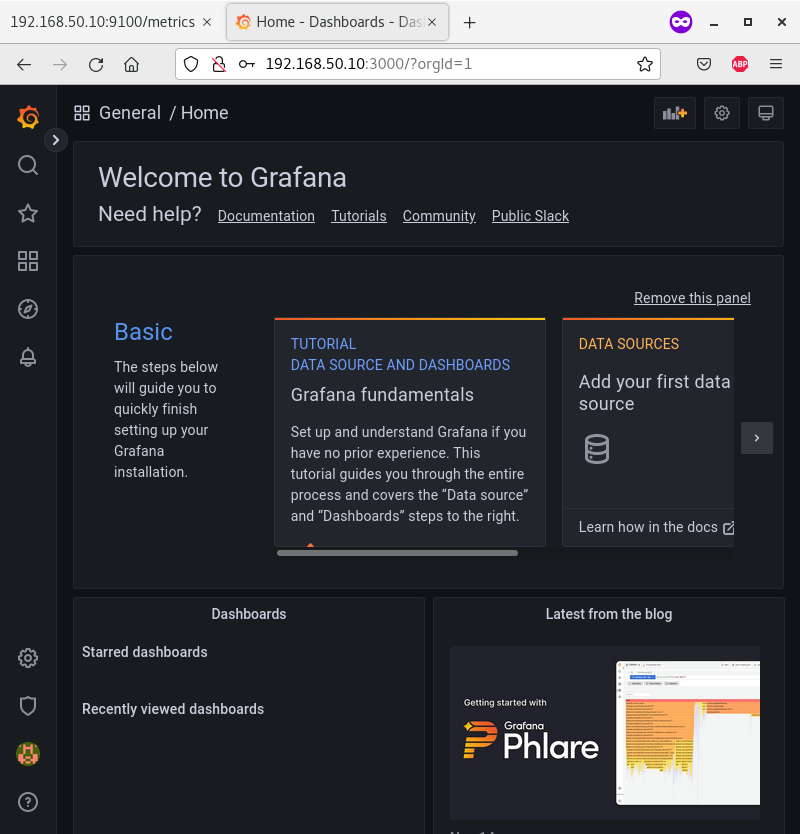 192.168.50.10:9100/metrics
Home - Dashboards - Das
192.168.50.10:3000/?orgId=1
ABP
General / Home
Welcome to Grafana
Need help? Documentation Tutorials Community Public Slack
Remove this panel
Basic
The steps below
will guide you to
quickly finish
setting up your
Grafana
installation.
TUTORIAL
DATA SOURCE AND DASHBOARDS
Grafana fundamentals
Set up and understand Grafana if you
have no prior experience. This
tutorial guides you through the entire
process and covers the “Data source”
and “Dashboards” steps to the right.
DATA SOURCES
Add your first data
source
Learn how in the docs
Dashboards
Starred dashboards
Recently viewed dashboards
Latest from the blog
Getting started with
Grafana
Phlare